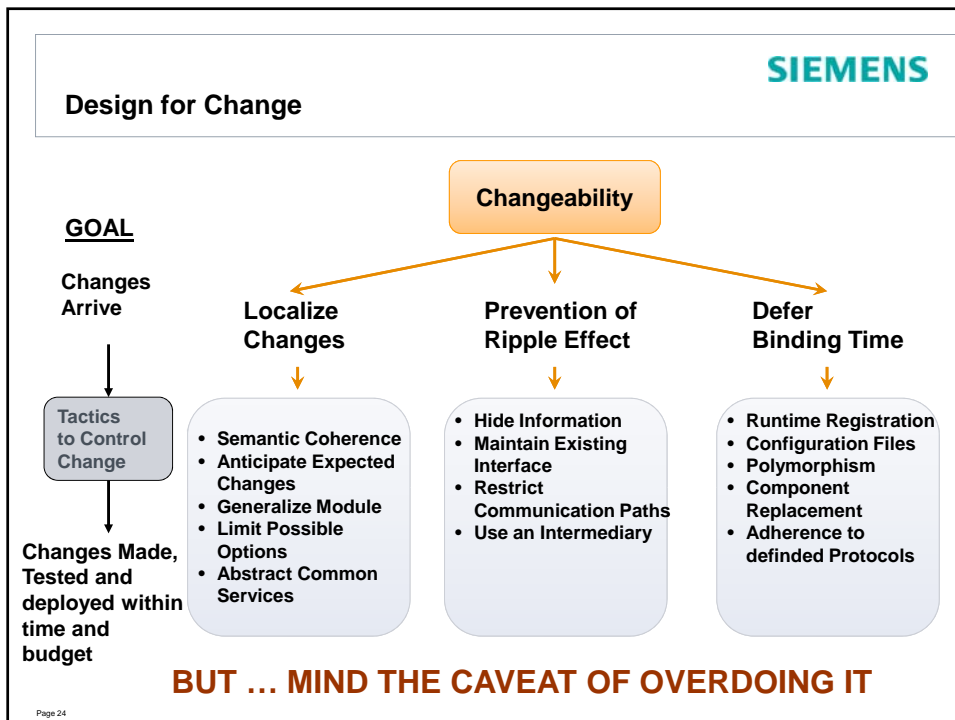 SIEMENS
Design for Change
Changeability
GOAL
Changes
Arrive
Tactics
to Control
Change
Changes Made,
Tested and
deployed within
time and
budget
Localize
Changes
• Semantic Coherence
• Anticipate Expected
Changes
• Generalize Module
• Limit Possible
Options
• Abstract Common
Services
Prevention of
Ripple Effect
• Hide Information
• Maintain Existing
Interface
• Restrict
Communication Paths
• Use an Intermediary
Defer
Binding Time
• Runtime Registration
• Configuration Files
• Polymorphism
• Component
Replacement
• Adherence to
definded Protocols
BUT … MIND THE CAVEAT OF OVERDOING IT
Page 24